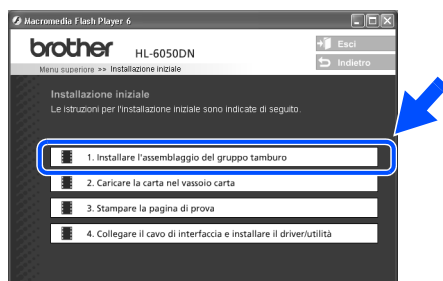 Macromedia Flash Player 6
brother HL-6050DN
Esci
Menu superiore >> Installazione iniziale
Indietro
Installazione iniziale
Le istruzioni per l'installazione iniziale sono indicate di seguito.
1. Installare l'assemblaggio del gruppo tamburo
2. Caricare la carta nel vassoio carta
3. Stampare la pagina di prova
4. Collegare il cavo di interfaccia e installare il driver/utilità